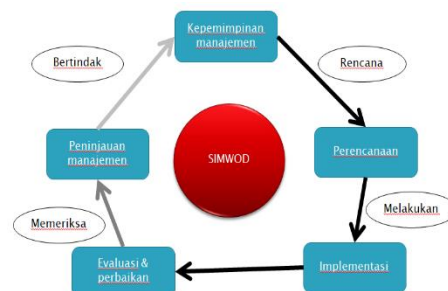 Kepemimpinan
manajemen
Bertindak
Rencana
Peninjauan
manajemen
SIMWOD
Perencanaan
Melakukan
Memeriksa
Evaluasi &
perbaikan
Implementasi